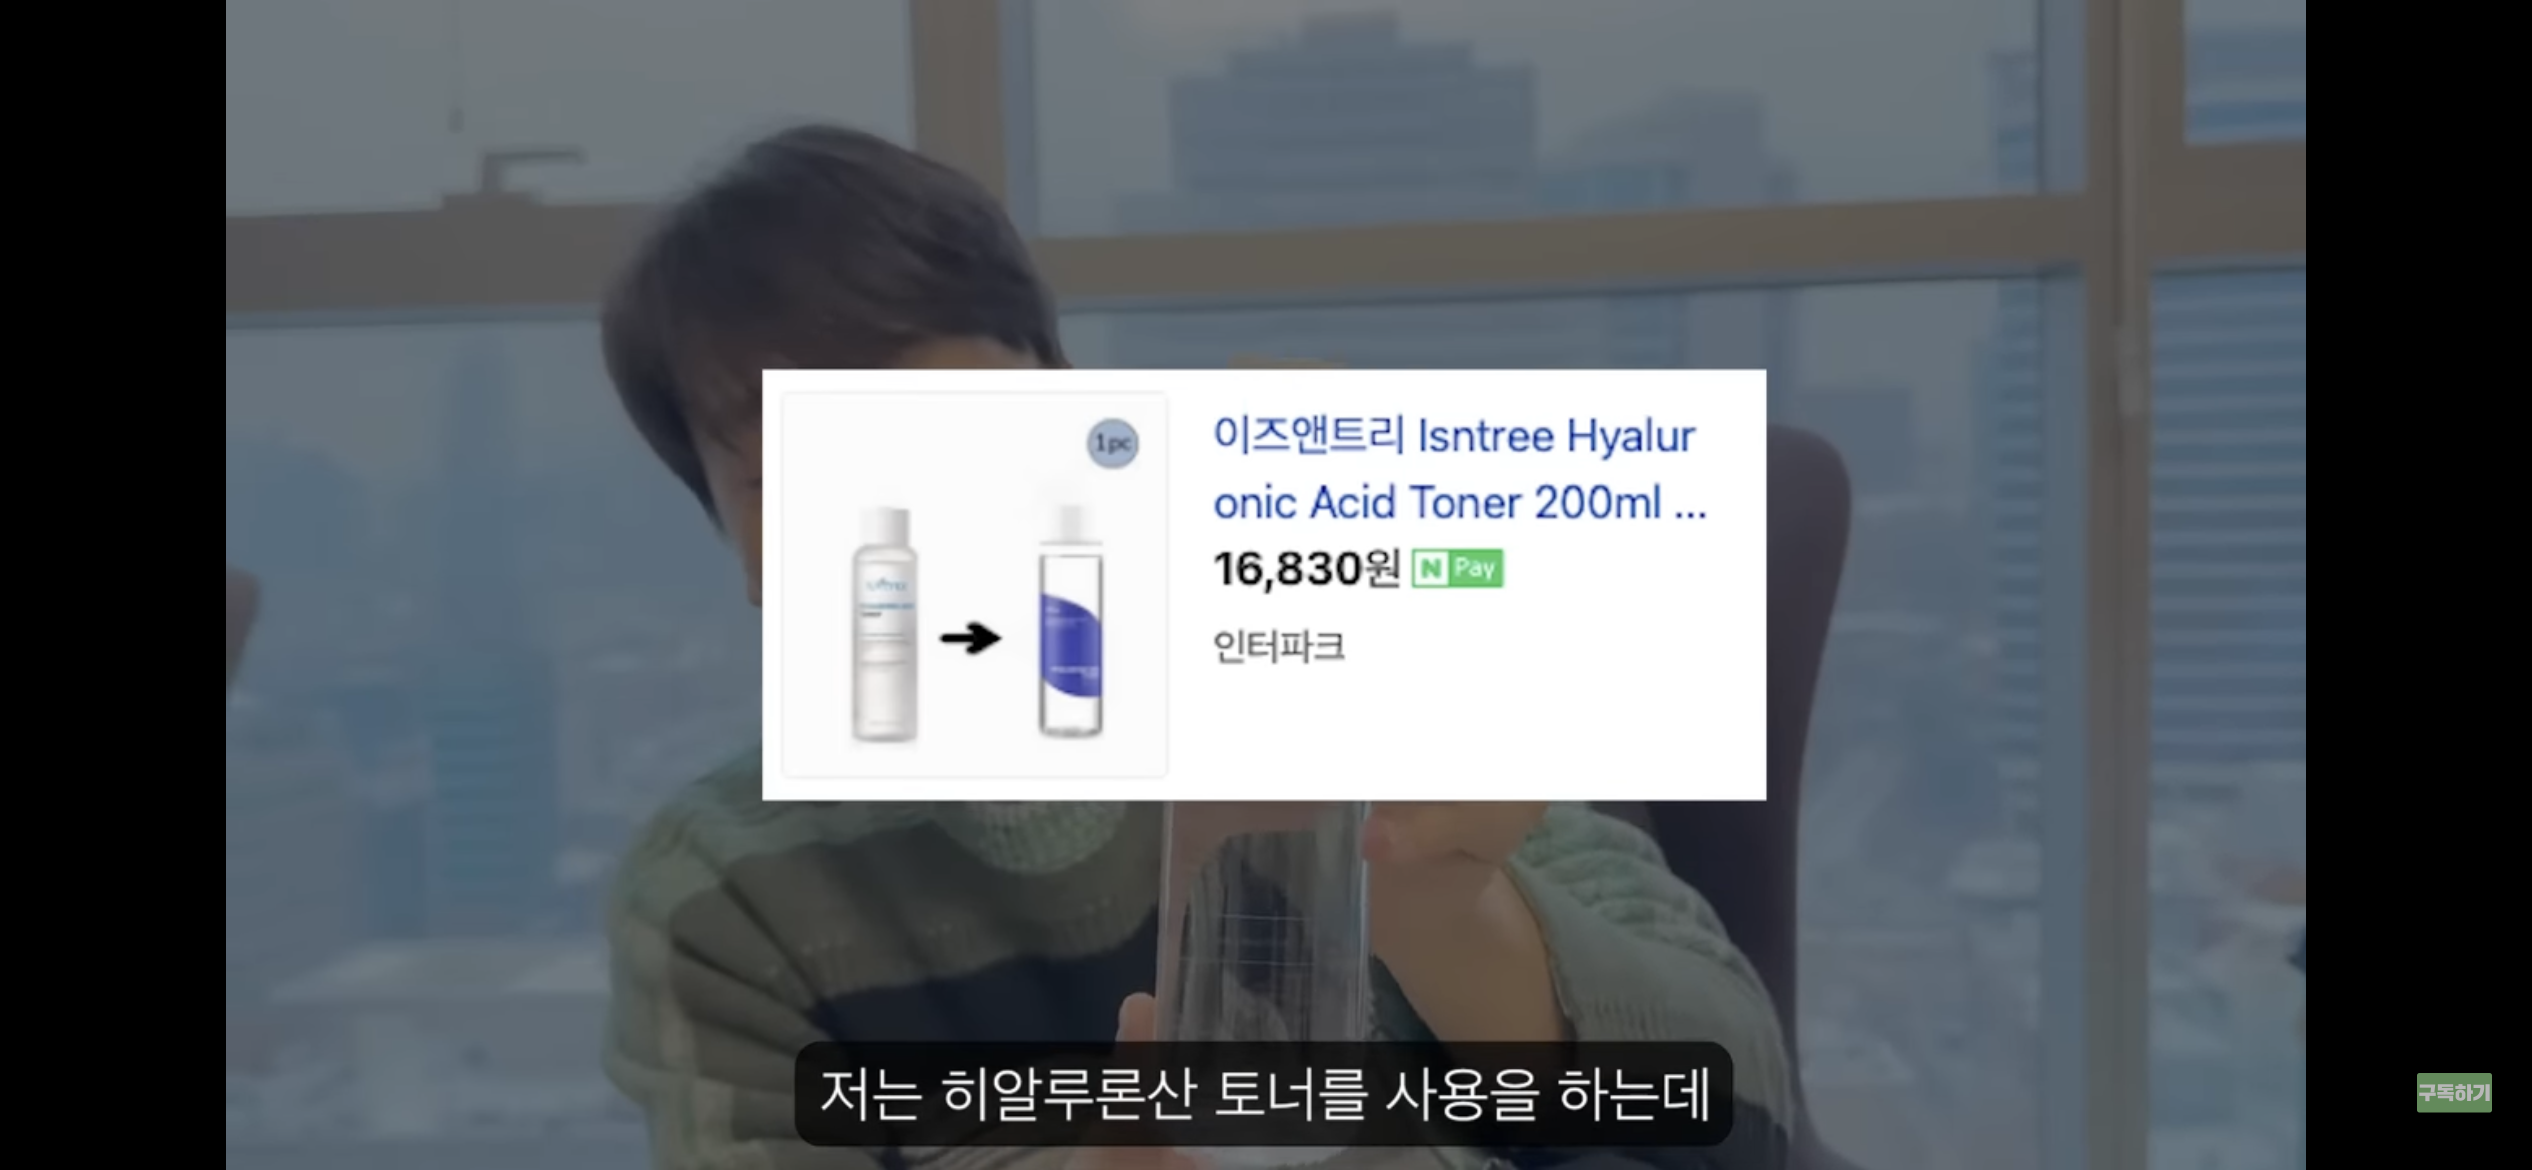 1pc
이즈앤트리 Isntree Hyalur
onic Acid Toner 200ml ...
16,830원 N Pay
인터파크
저는 히알루론산 토너를 사용을 하는데
구독하기